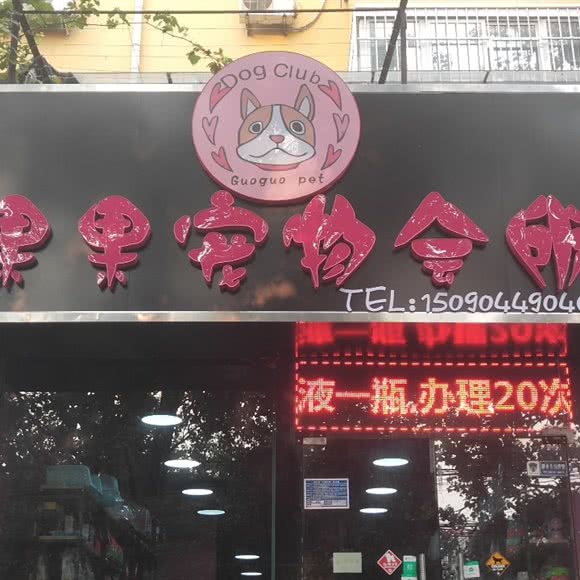 Dog Club
Guoguo pet
果果宠物会所
TEL:1509044904
液一瓶,办理20次